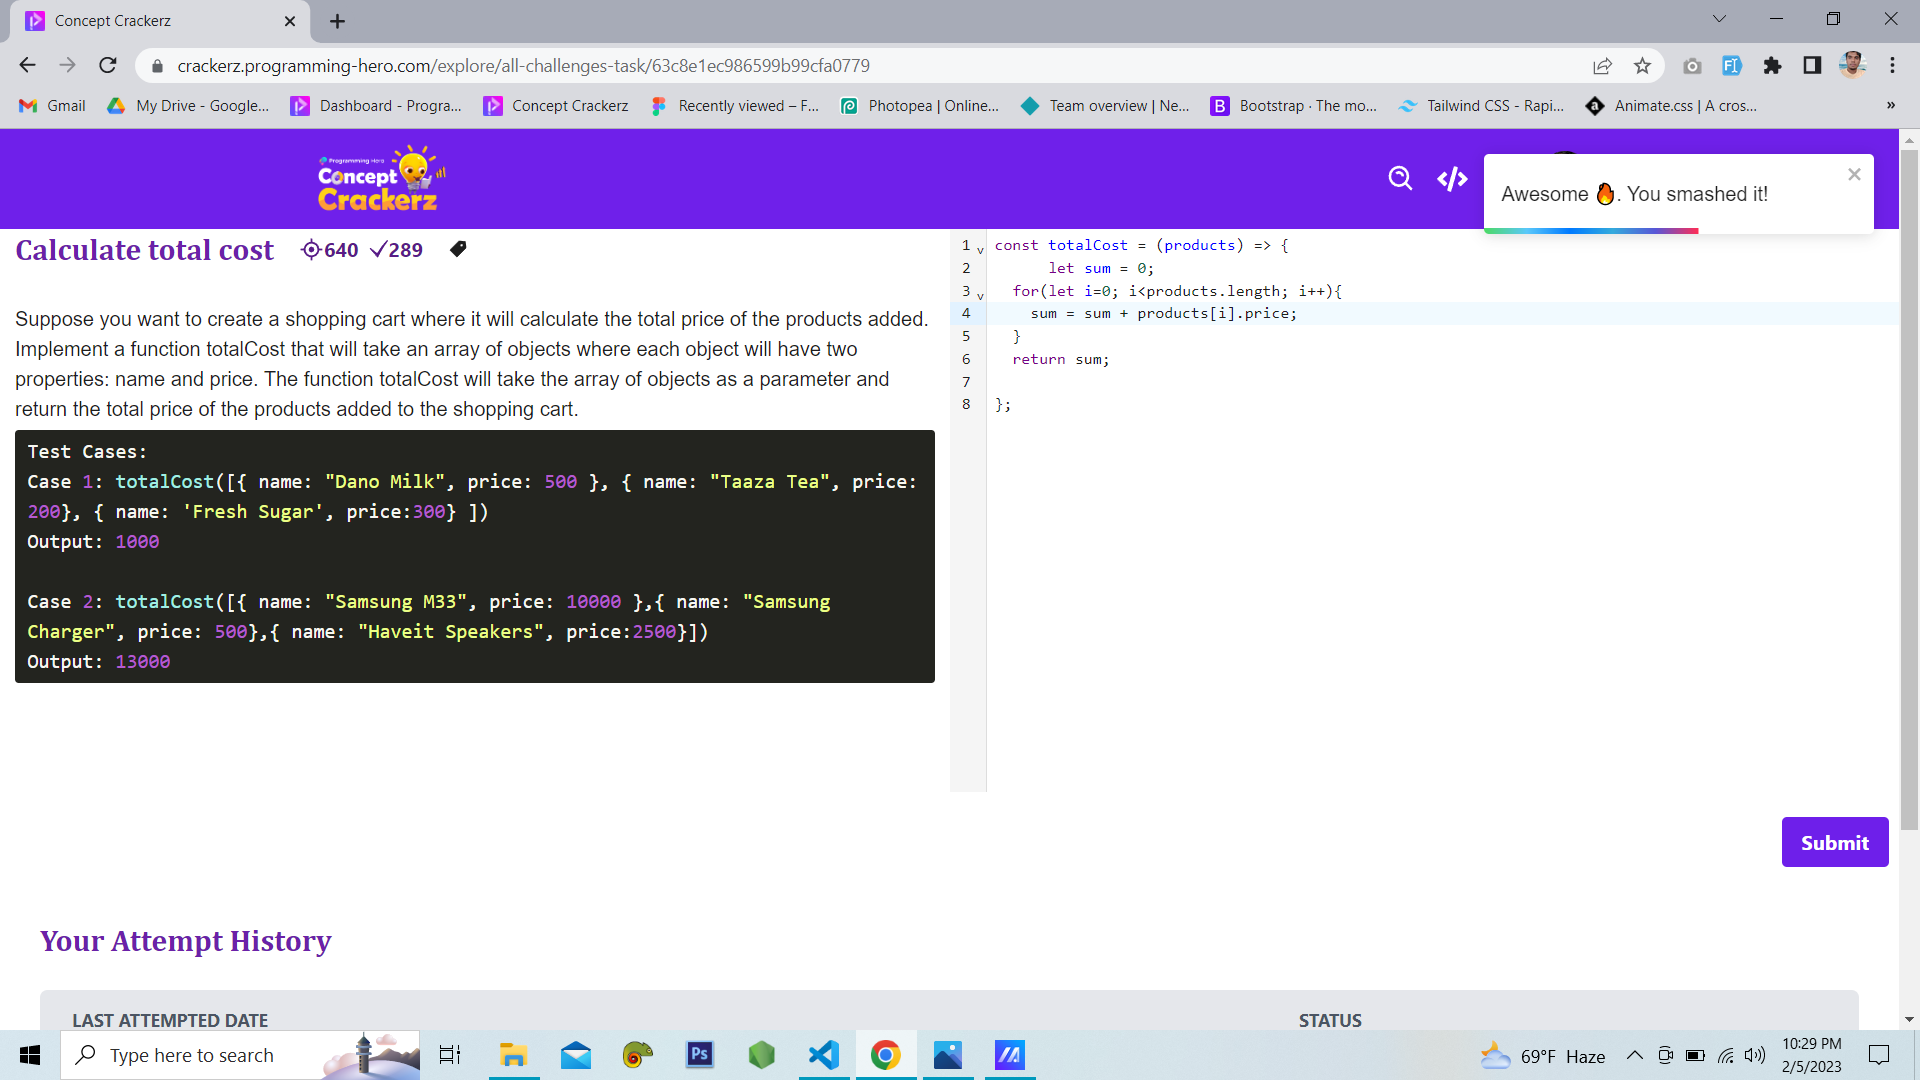 Concept Crackerz
crackerz.programming-hero.com/explore/all-challenges-task/63c8e1ec986599b99cfa0779
Gmail
My Drive - Google...
Dashboard - Progra...
Concept Crackerz
Recently viewed – F...
Photopea | Online...
Team overview | Ne...
Bootstrap · The mo...
Tailwind CSS - Rapi...
Animate.css | A cros...
»
Programming Hero
Concept
Crackerz
Awesome 🔥. You smashed it!
Calculate total cost 640 289
Suppose you want to create a shopping cart where it will calculate the total price of the products added.
Implement a function totalCost that will take an array of objects where each object will have two
properties: name and price. The function totalCost will take the array of objects as a parameter and
return the total price of the products added to the shopping cart.
Test Cases:
Case 1: totalCost([{ name: "Dano Milk", price: 500 }, { name: "Taaza Tea", price:
200}, { name: 'Fresh Sugar', price:300} ])
Output: 1000
Case 2: totalCost([{ name: "Samsung M33", price: 10000 },{ name: "Samsung
Charger", price: 500},{ name: "Haveit Speakers", price:2500}])
Output: 13000
1 const totalCost = (products) => {
2 let sum = 0;
3 for(let i=0; i<products.length; i++){
4 sum = sum + products[i].price;
5 }
6 return sum;
7
8 };
Submit
Your Attempt History
LAST ATTEMPTED DATE STATUS
Type here to search
Ps
69°F Haze
10:29 PM
2/5/2023